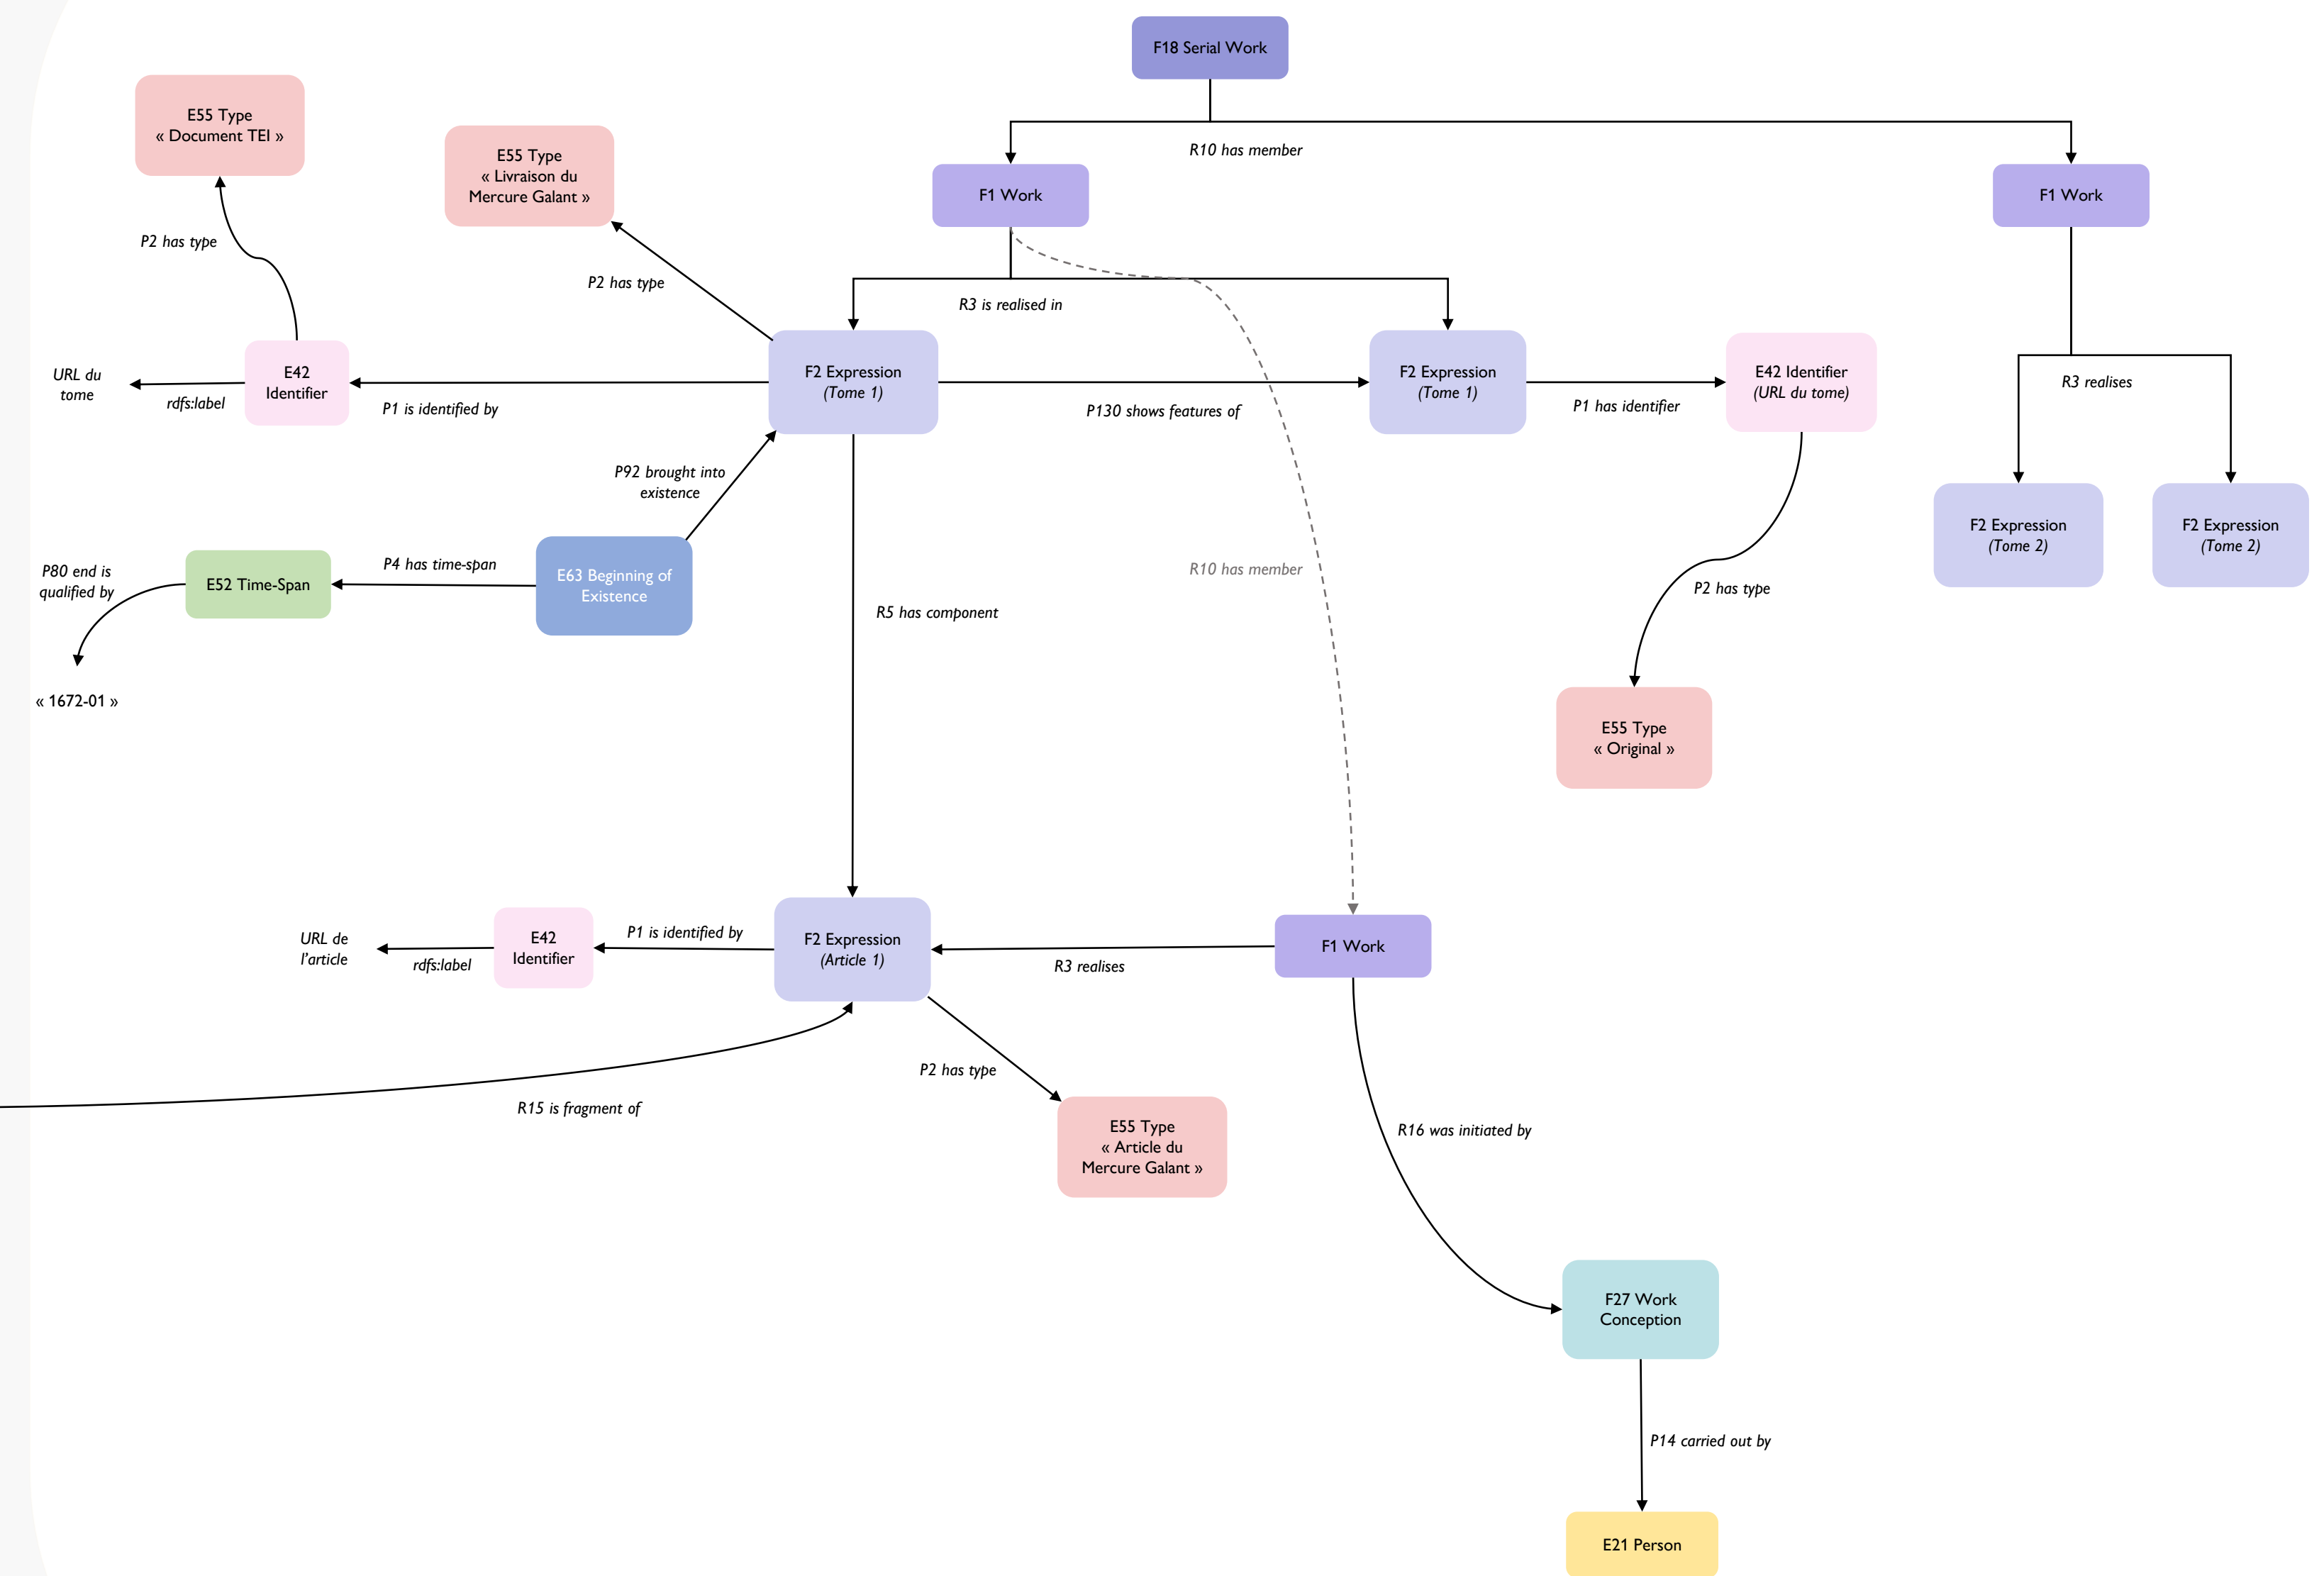 F18 Serial Work
E55 Type
« Document TEI »
E55 Type
« Livraison du
Mercure Galant »
R10 has member
F1 Work
F1 Work
P2 has type
P2 has type
R3 is realised in
URL du
tome
rdfs:label
E42
Identifier
P1 is identified by
F2 Expression
(Tome 1)
P130 shows features of
F2 Expression
(Tome 1)
P1 has identifier
E42 Identifier
(URL du tome)
R3 realises
P92 brought into
existence
F2 Expression
(Tome 2)
F2 Expression
(Tome 2)
P80 end is
qualified by
E52 Time-Span
P4 has time-span
E63 Beginning of
Existence
R10 has member
P2 has type
R5 has component
« 1672-01 »
E55 Type
« Original »
URL de
l’article
rdfs:label
E42
Identifier
P1 is identified by
F2 Expression
(Article 1)
R3 realises
F1 Work
P2 has type
R15 is fragment of
E55 Type
« Article du
Mercure Galant »
R16 was initiated by
F27 Work
Conception
P14 carried out by
E21 Person